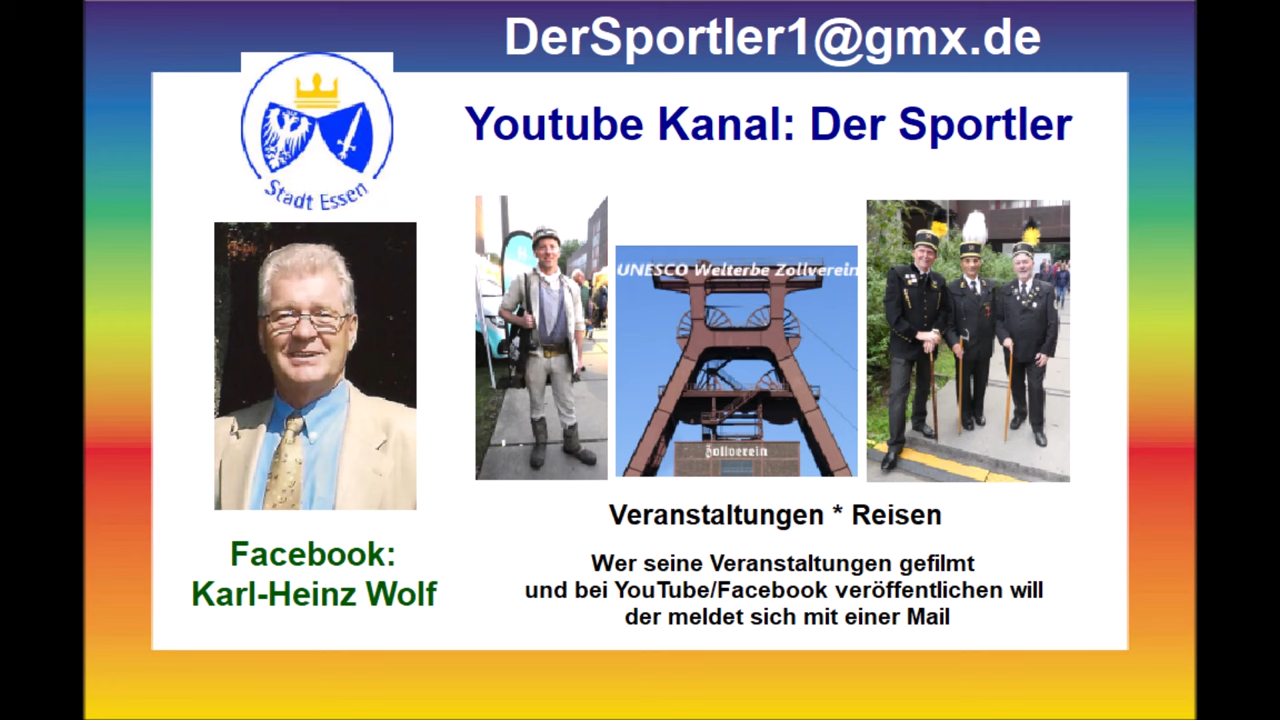 DerSportler1@gmx.de
Youtube Kanal: Der Sportler
Stadt Essen
UNESCO Welterbe Zollverein
Zollverein
Veranstaltungen * Reisen
Facebook:
Karl-Heinz Wolf
Wer seine Veranstaltungen gefilmt
und bei YouTube/Facebook veröffentlichen will
der meldet sich mit einer Mail